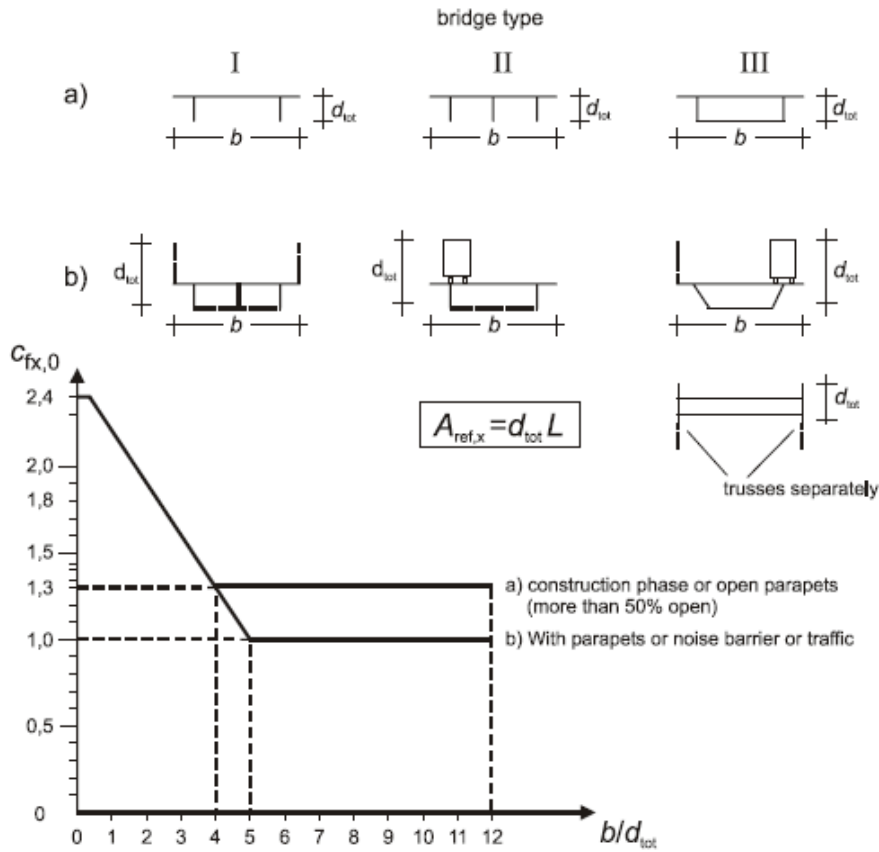 bridge type
I II III
a) d_tot d_tot d_tot
b b b
b) d_tot d_tot d_tot
b b b
c_fx,0
d_tot
2,4
A_ref,x = d_tot L
2,0
trusses separately
1,8
1,5
1,3
a) construction phase or open parapets
(more than 50% open)
1,0
b) With parapets or noise barrier or traffic
0,5
0
0 1 2 3 4 5 6 7 8 9 10 11 12 b/d_tot